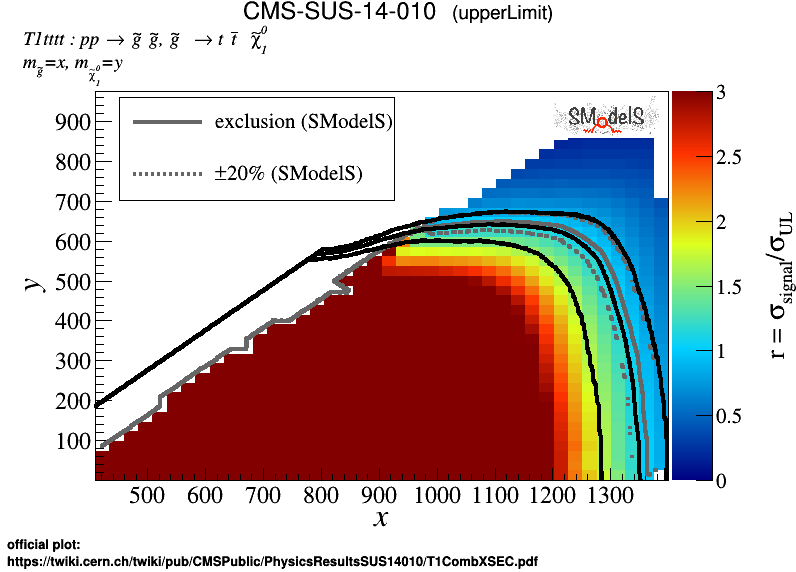 CMS-SUS-14-010 (upperLimit)
T1tttt : pp → g̃ g̃, g̃ → t t̄ χ̃⁰₁
m_g̃=x, m_χ̃⁰₁=y
exclusion (SModelS)
±20% (SModelS)
SModelS
900
800
700
600
500
400
300
200
100
y
500 600 700 800 900 1000 1100 1200 1300
x
3
2.5
2
1.5
1
0.5
0
r = σ_signal/σ_UL
official plot:
https://twiki.cern.ch/twiki/pub/CMSPublic/PhysicsResultsSUS14010/T1CombXSEC.pdf